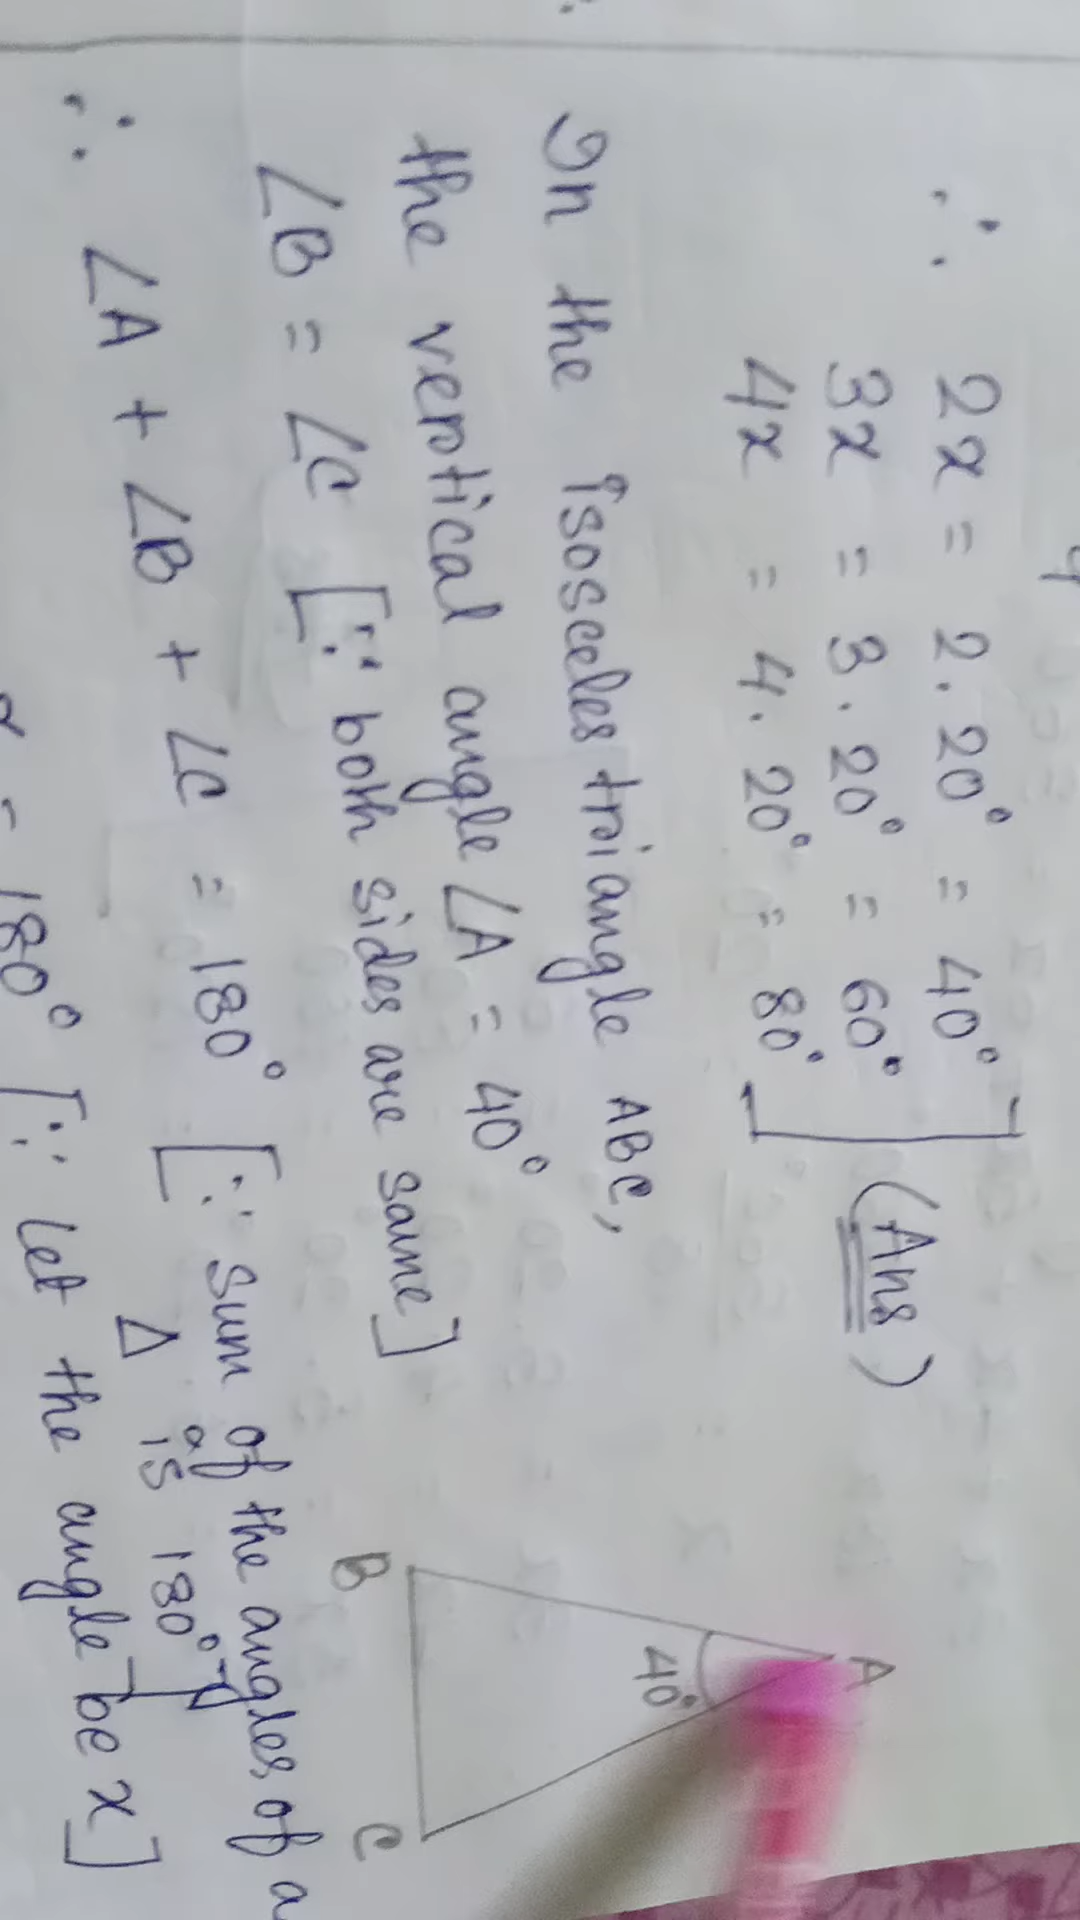 ∴ 2x = 2.20° = 40°
3x = 3.20° = 60°
4x = 4.20° = 80°
(Ans)
In the isosceles triangle ABC,
the vertical angle ∠A = 40°
∠B = ∠C [∵ both sides are same]
∴ ∠A + ∠B + ∠C = 180° [∵ sum of the angles of a
Δ is 180°]
= 180° [∵ let the angle be x]
A
40°
B
C